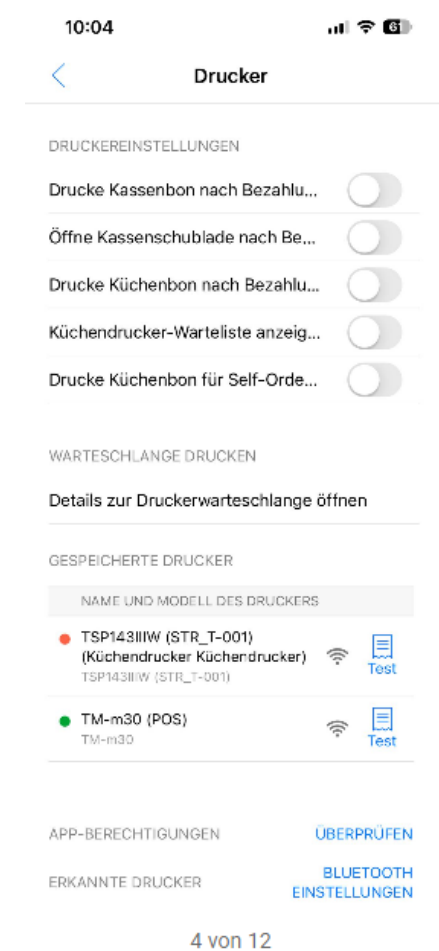 10:04
61
Drucker
DRUCKEREINSTELLUNGEN
Drucke Kassenbon nach Bezahlu...
Öffne Kassenschublade nach Be...
Drucke Küchenbon nach Bezahlu...
Küchendrucker-Warteliste anzeig...
Drucke Küchenbon für Self-Orde...
WARTESCHLANGE DRUCKEN
Details zur Druckerwarteschlange öffnen
GESPEICHERTE DRUCKER
NAME UND MODELL DES DRUCKERS
TSP143IIIW (STR_T-001)
(Küchendrucker Küchendrucker)
TSP143IIIW (STR_T-001)
Test
TM-m30 (POS)
TM-m30
Test
APP-BERECHTIGUNGEN
ÜBERPRÜFEN
ERKANNTE DRUCKER
BLUETOOTH
EINSTELLUNGEN
4 von 12